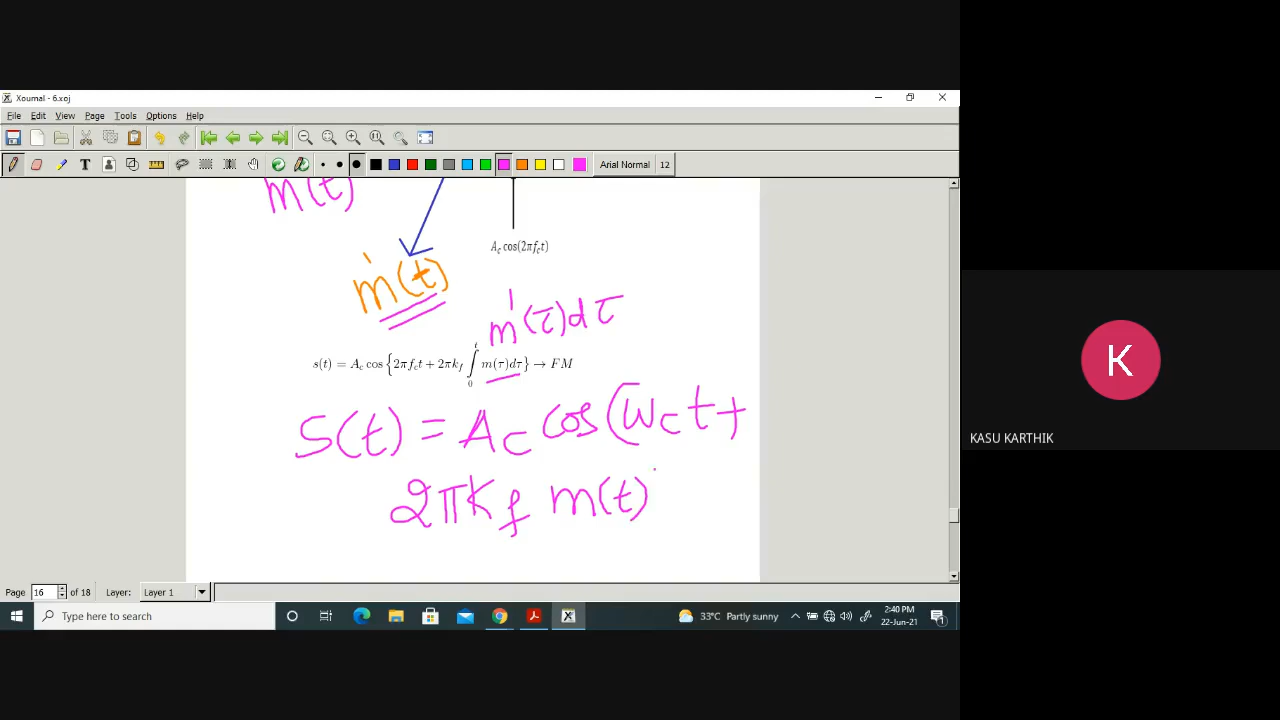 Xournal - 6.xoj
File Edit View Page Tools Options Help
Arial Normal 12
m(t)
A_c cos(2πf_ct)
m'(t)
m'(τ)dτ
s(t) = A_c cos {2πf_ct + 2πk_f ∫_0^t m(τ)dτ} → FM
S(t) = A_c cos(ω_ct +
2πK_f m(t)
K
KASU KARTHIK
Page 16 of 18 Layer: Layer 1
Type here to search
33°C Partly sunny
2:40 PM
22-Jun-21
1